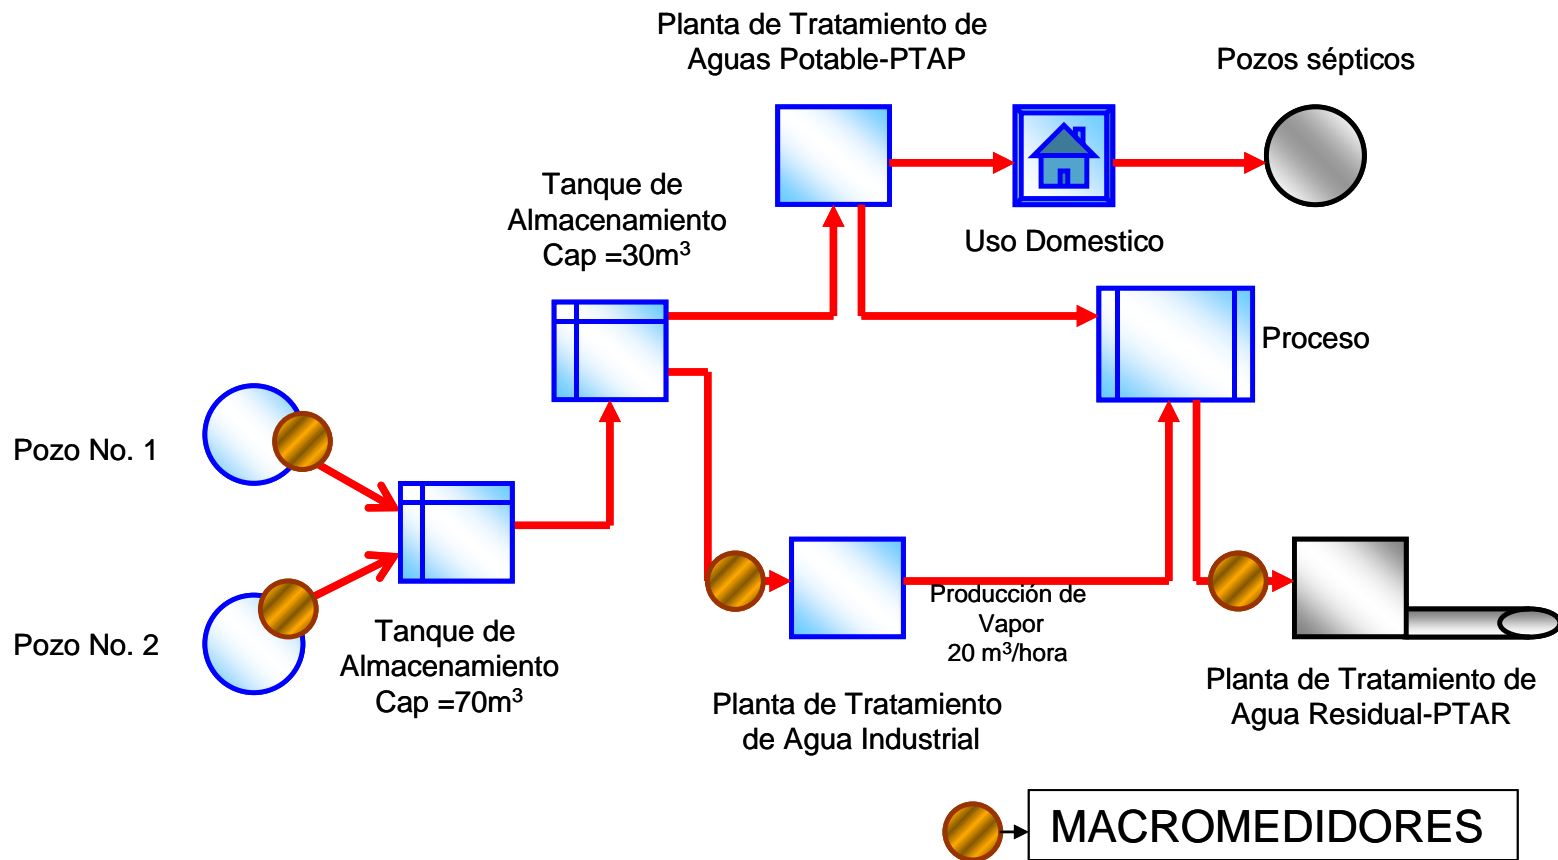 Planta de Tratamiento de
Aguas Potable-PTAP
Pozos sépticos
Tanque de
Almacenamiento
Cap =30m³
Uso Domestico
Proceso
Pozo No. 1
Pozo No. 2
Tanque de
Almacenamiento
Cap =70m³
Producción de
Vapor
20 m³/hora
Planta de Tratamiento
de Agua Industrial
Planta de Tratamiento de
Agua Residual-PTAR
MACROMEDIDORES